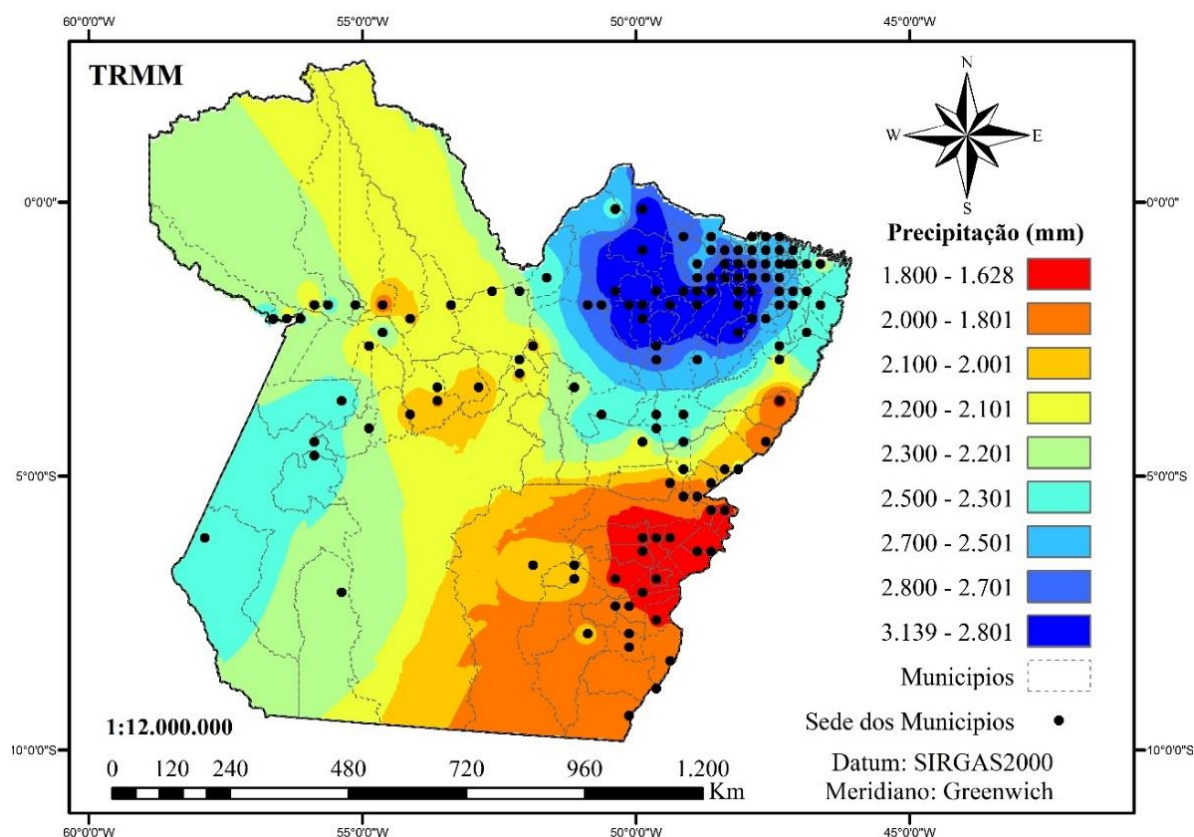 60°0'0"W 55°0'0"W 50°0'0"W 45°0'0"W
TRMM
N
W E
S
0°0'0" 0°0'0"
Precipitação (mm)
1.800 - 1.628
2.000 - 1.801
2.100 - 2.001
2.200 - 2.101
2.300 - 2.201
2.500 - 2.301
2.700 - 2.501
2.800 - 2.701
3.139 - 2.801
5°0'0"S 5°0'0"S
Municipios
Sede dos Municipios
1:12.000.000
10°0'0"S 10°0'0"S
0 120 240 480 720 960 1.200
Km
Datum: SIRGAS2000
Meridiano: Greenwich
60°0'0"W 55°0'0"W 50°0'0"W 45°0'0"W